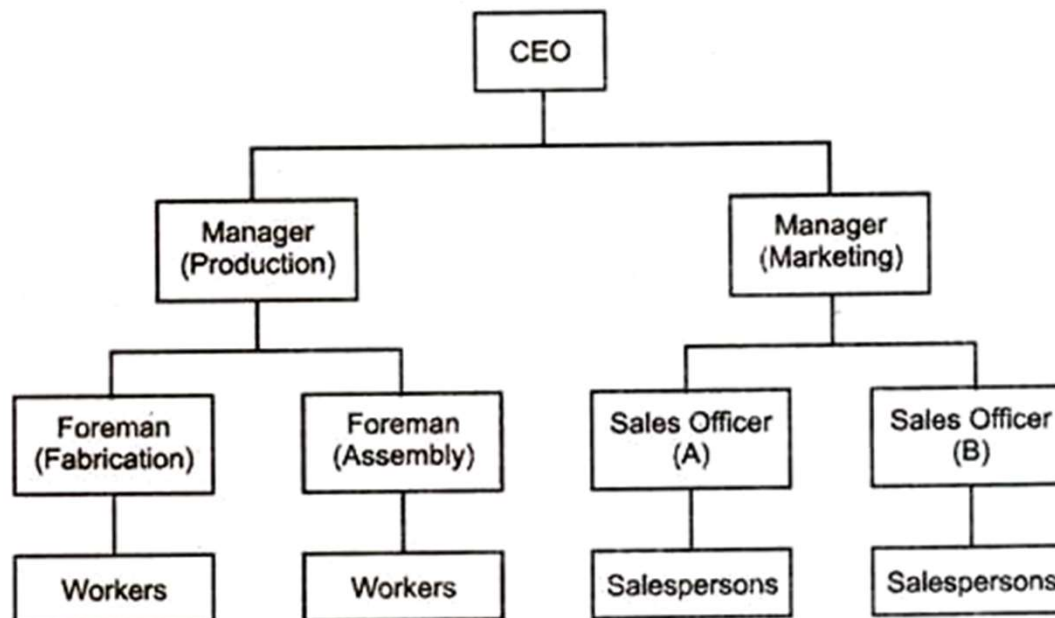 CEO
Manager
(Production)
Manager
(Marketing)
Foreman
(Fabrication)
Foreman
(Assembly)
Sales Officer
(A)
Sales Officer
(B)
Workers
Workers
Salespersons
Salespersons